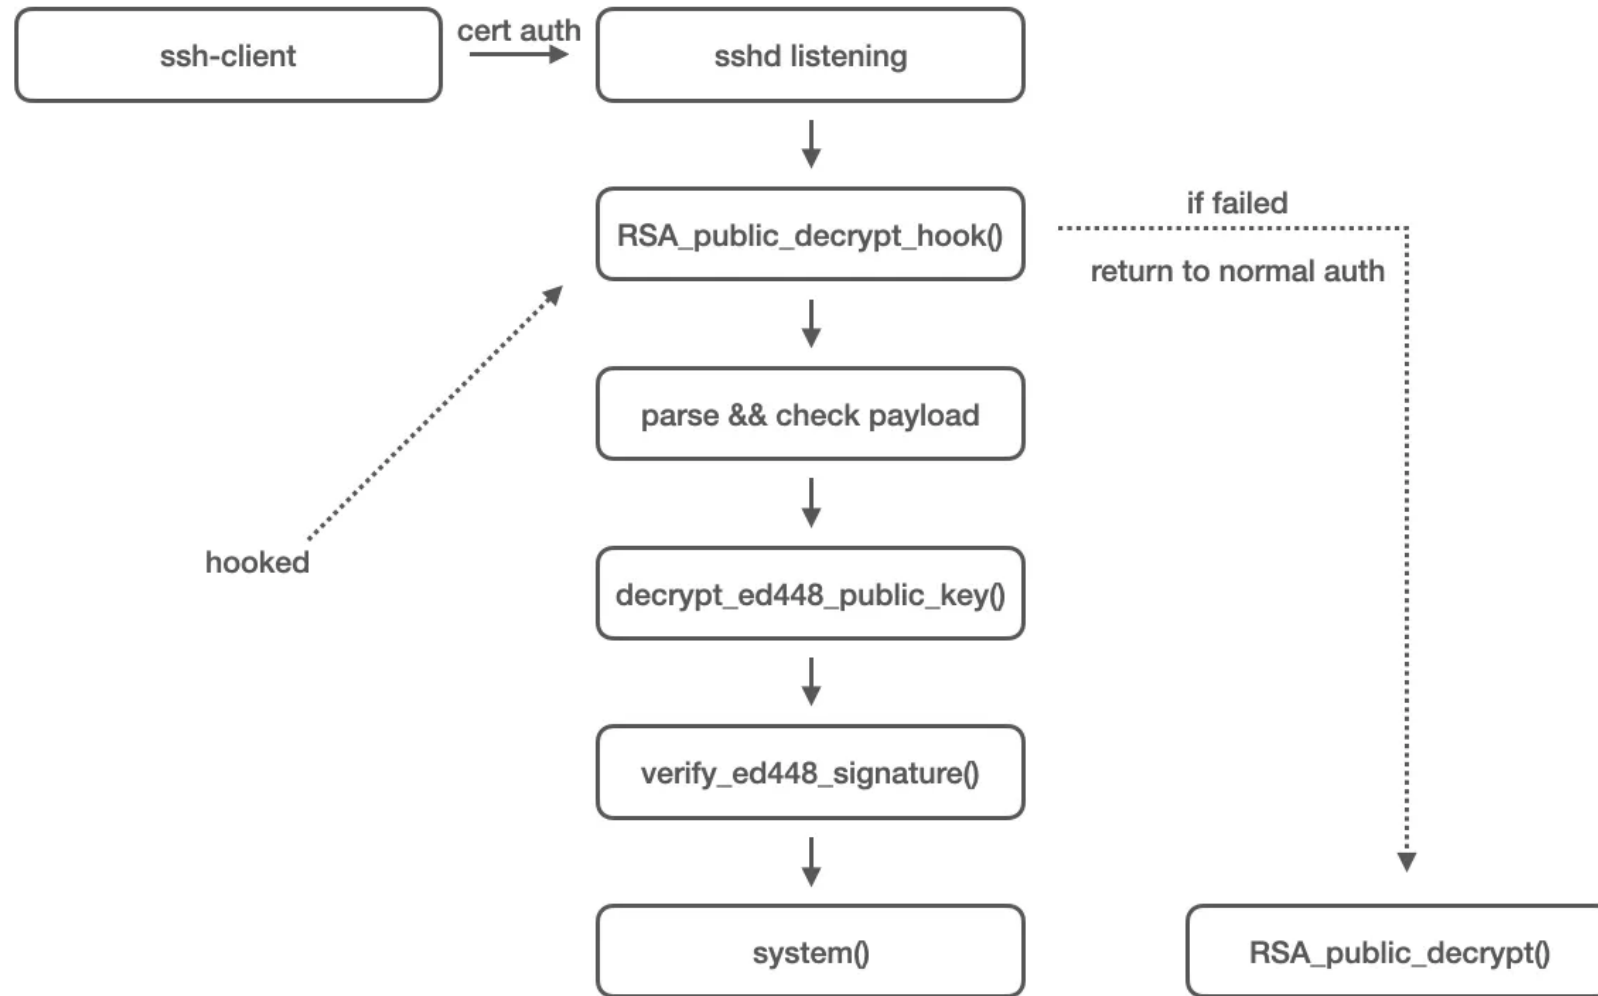 ssh-client
cert auth
sshd listening
RSA_public_decrypt_hook()
if failed
return to normal auth
parse && check payload
hooked
decrypt_ed448_public_key()
verify_ed448_signature()
system()
RSA_public_decrypt()